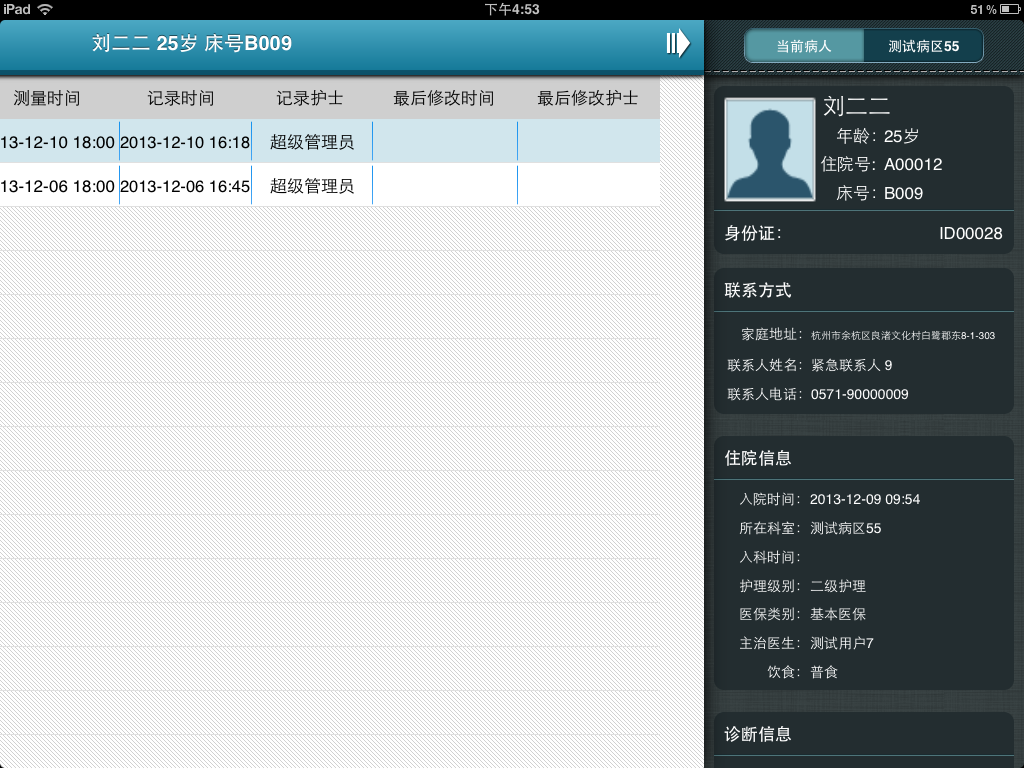 iPad 下午4:53 51%
刘二二 25岁 床号B009
测量时间 记录时间 记录护士 最后修改时间 最后修改护士
13-12-10 18:00 2013-12-10 16:18 超级管理员
13-12-06 18:00 2013-12-06 16:45 超级管理员
当前病人 测试病区55
刘二二
年龄: 25岁
住院号: A00012
床号: B009
身份证: ID00028
联系方式
家庭地址: 杭州市余杭区良渚文化村白鹭郡东8-1-303
联系人姓名: 紧急联系人 9
联系人电话: 0571-90000009
住院信息
入院时间: 2013-12-09 09:54
所在科室: 测试病区55
入科时间:
护理级别: 二级护理
医保类别: 基本医保
主治医生: 测试用户7
饮食: 普食
诊断信息